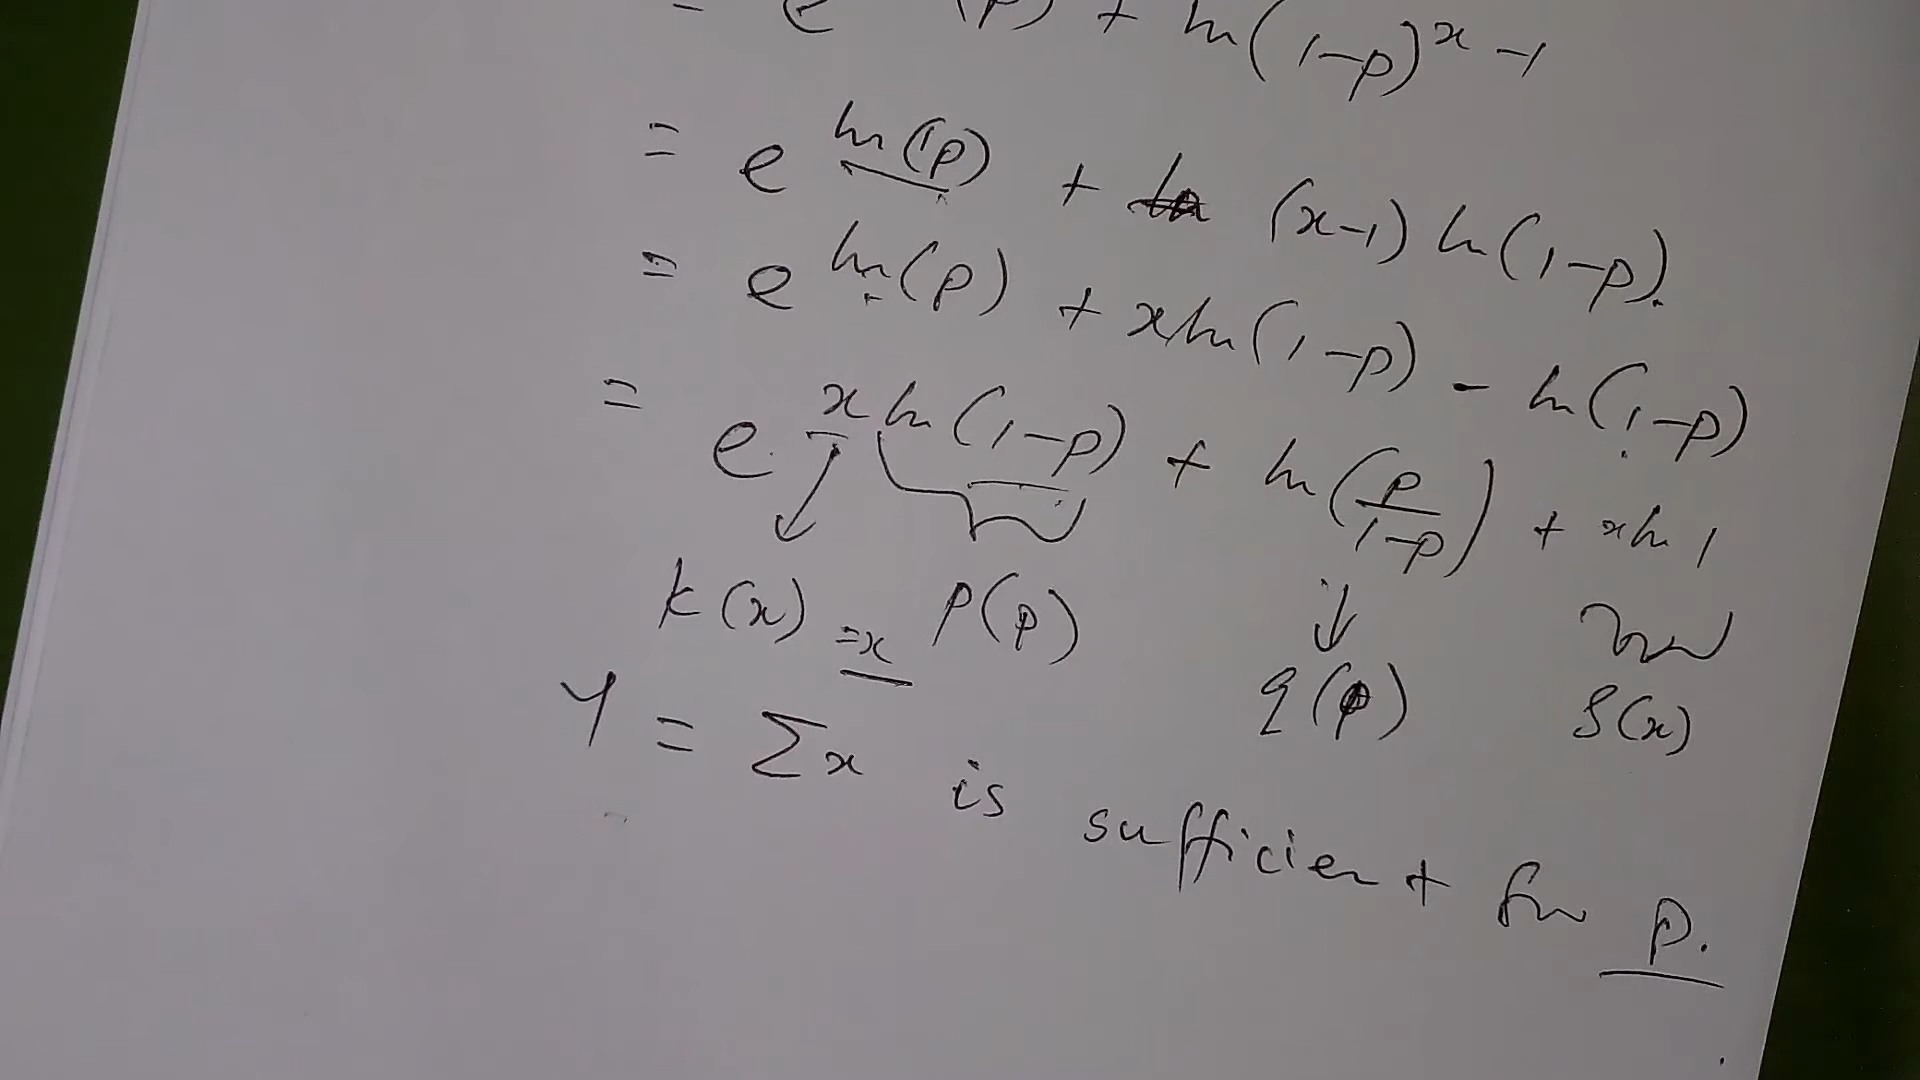 = e (p) + ln(1-p)^x-1
= e^ln(p) + (x-1) ln(1-p).
= e^ln(p) + x ln(1-p) - ln(1-p)
= e^x ln(1-p) + ln(p/1-p) + x ln 1
k(x) = x p(p) q(p) S(x)
Y = Σx is sufficient for p.